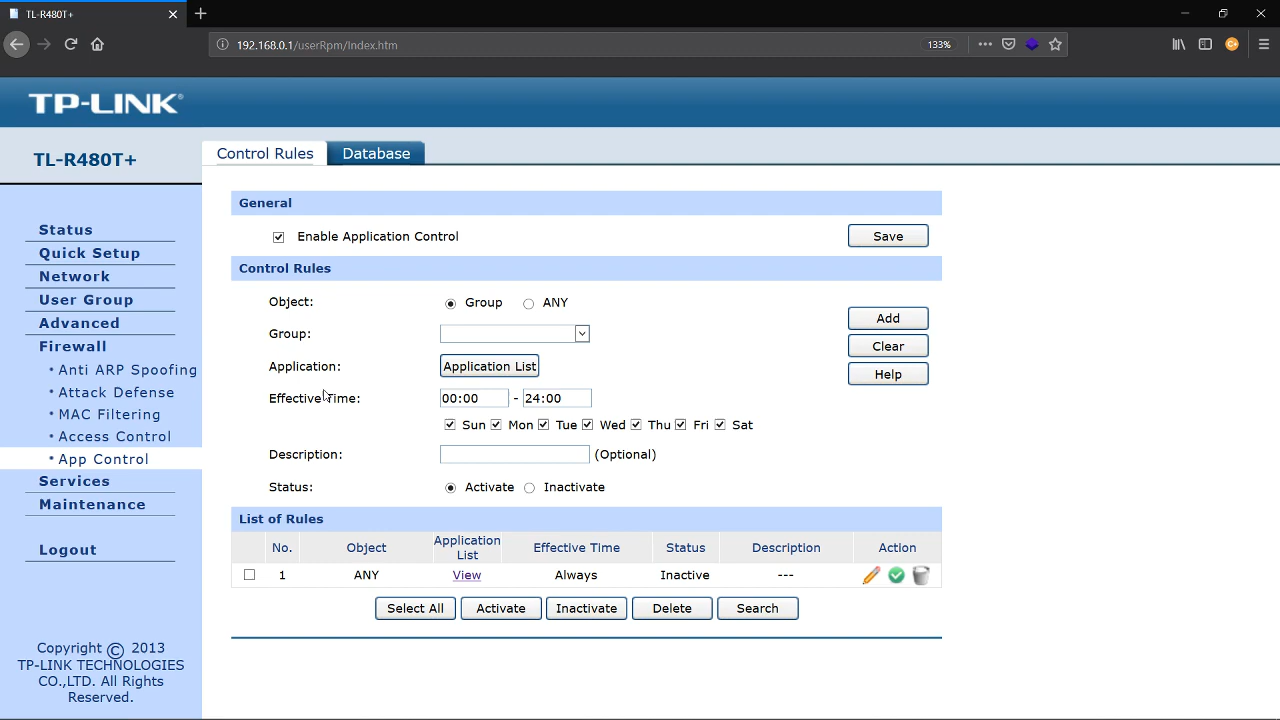 TL-R480T+
192.168.0.1/userRpm/Index.htm
133%
TP-LINK®
TL-R480T+
Control Rules
Database
Status
Quick Setup
Network
User Group
Advanced
Firewall
• Anti ARP Spoofing
• Attack Defense
• MAC Filtering
• Access Control
• App Control
Services
Maintenance
Logout
Copyright © 2013
TP-LINK TECHNOLOGIES
CO.,LTD. All Rights
Reserved.
General
Enable Application Control
Save
Control Rules
Object: Group ANY
Add
Group:
Clear
Application: Application List
Help
Effective Time: 00:00 - 24:00
Sun Mon Tue Wed Thu Fri Sat
Description: (Optional)
Status: Activate Inactivate
List of Rules
No. Object Application List Effective Time Status Description Action
1 ANY View Always Inactive ---
Select All Activate Inactivate Delete Search